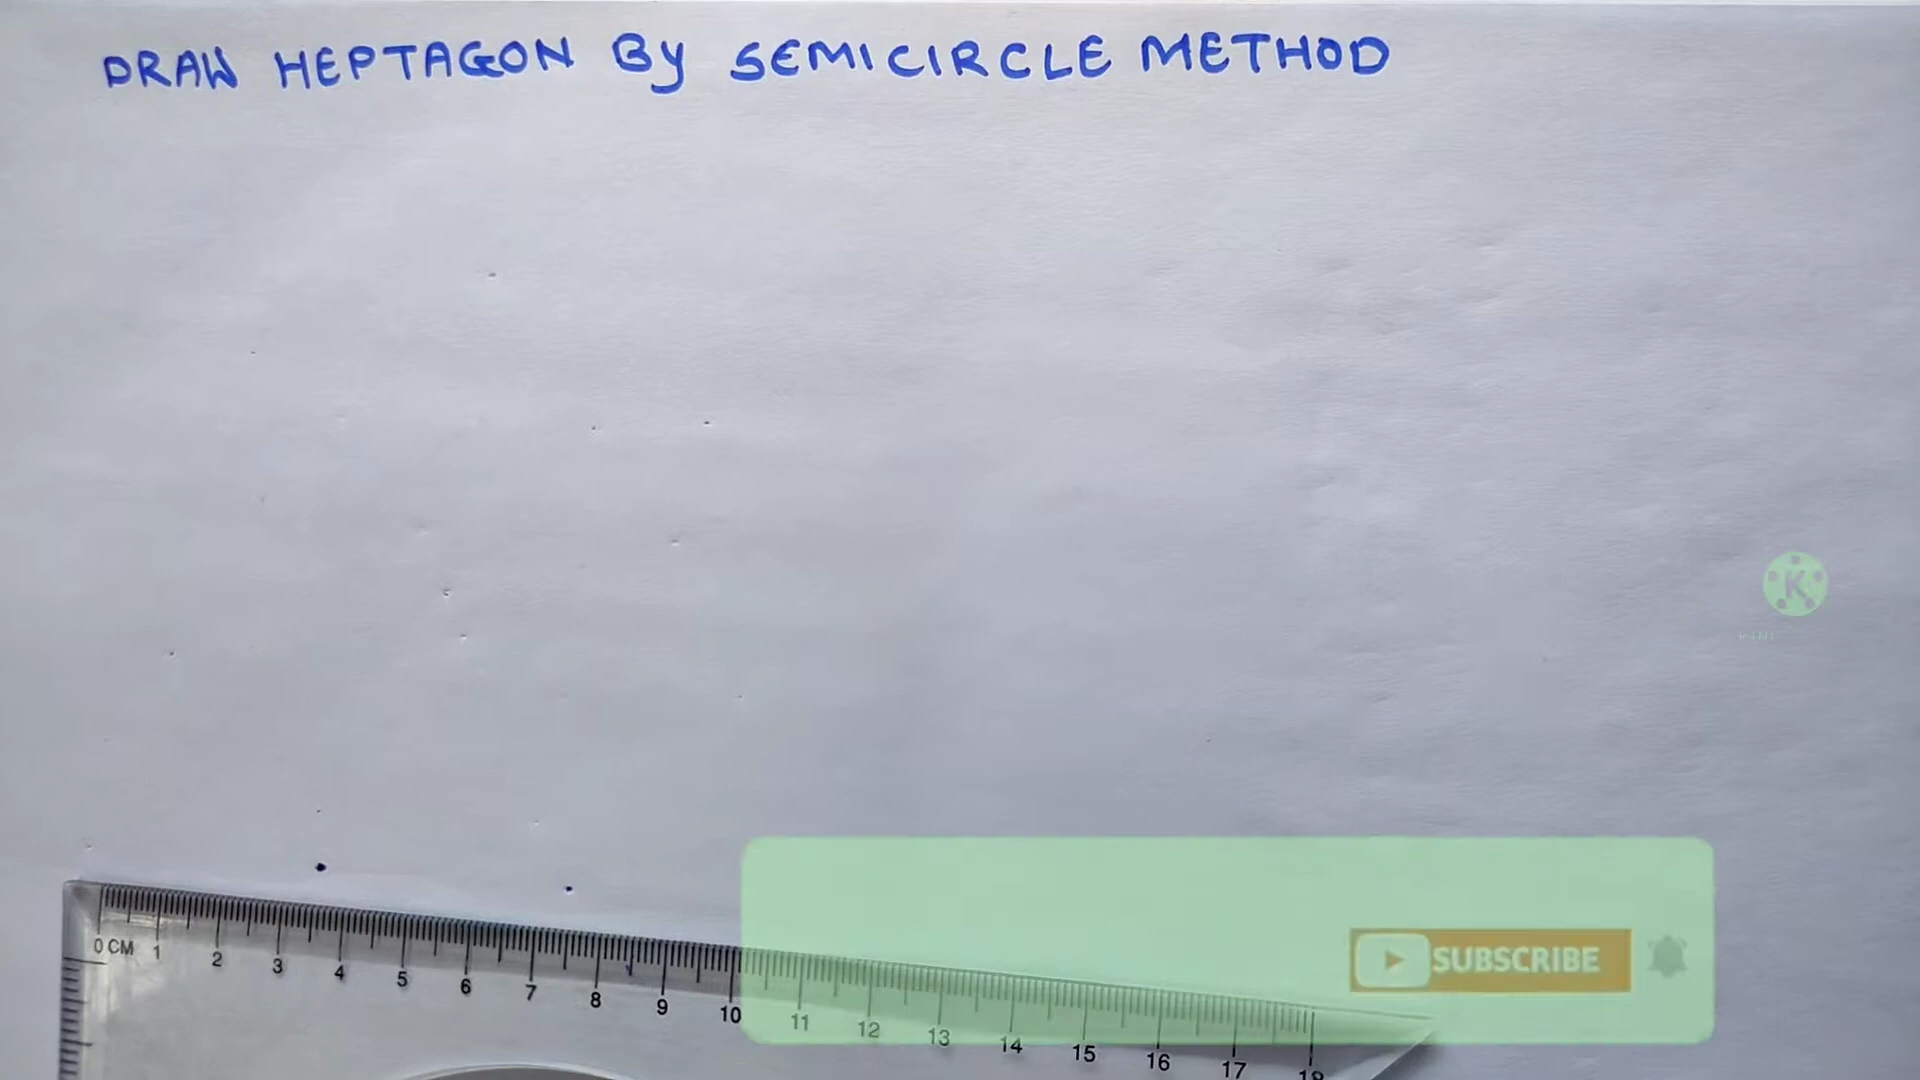 DRAW HEPTAGON By SEMICIRCLE METHOD
SUBSCRIBE
0 CM 1 2 3 4 5 6 7 8 9 10 11 12 13 14 15 16 17 18